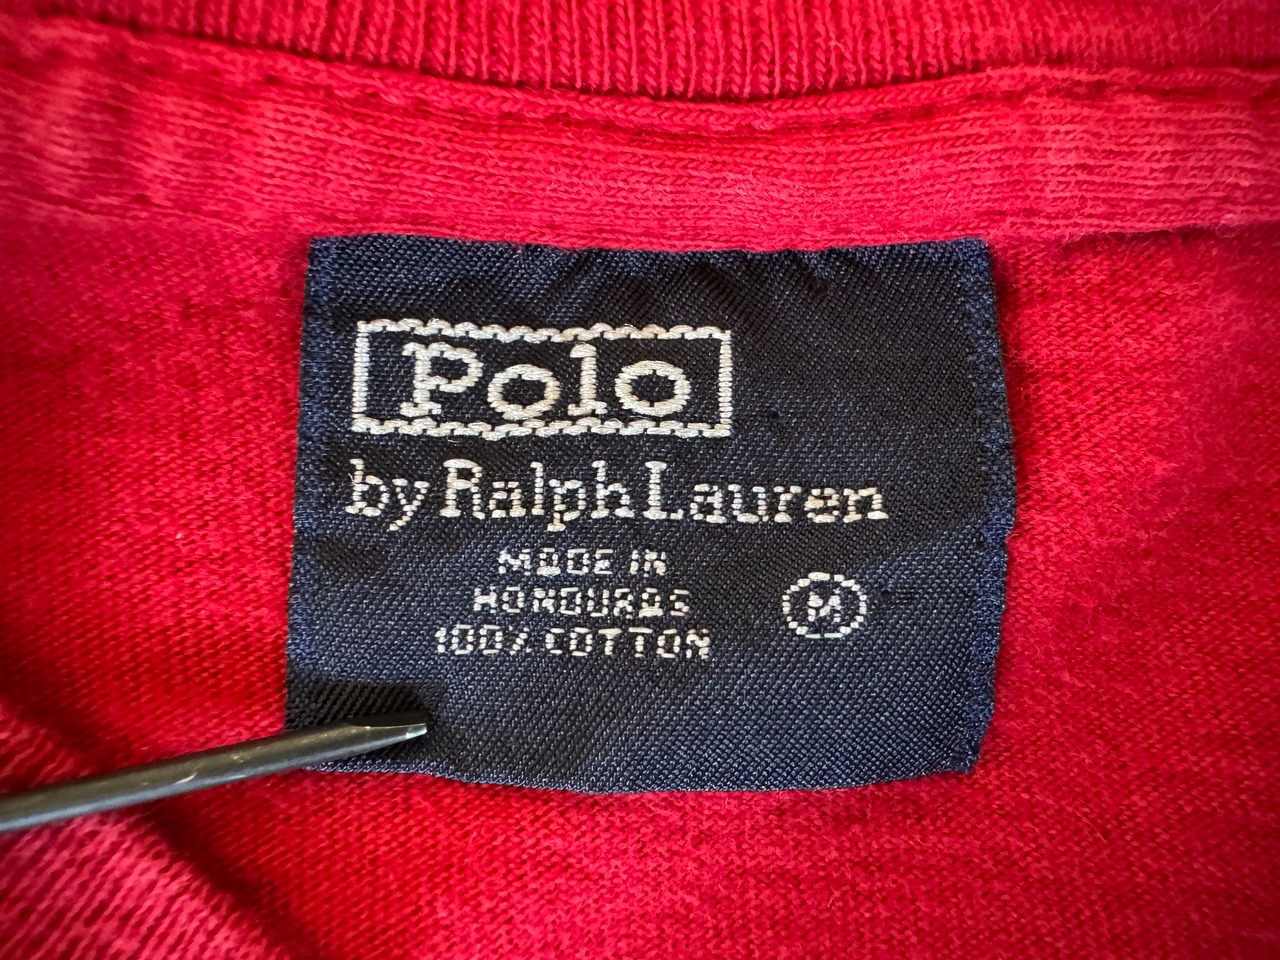 Polo
by Ralph Lauren
MADE IN
HONDURAS
100% COTTON
M